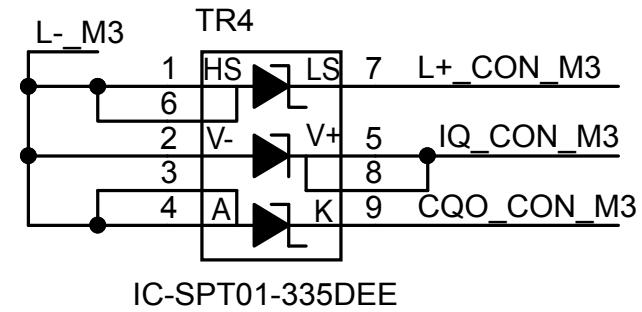 L-_M3
TR4
1 HS LS 7 L+_CON_M3
6
2 V- V+ 5 IQ_CON_M3
3 8
4 A K 9 CQO_CON_M3
IC-SPT01-335DEE